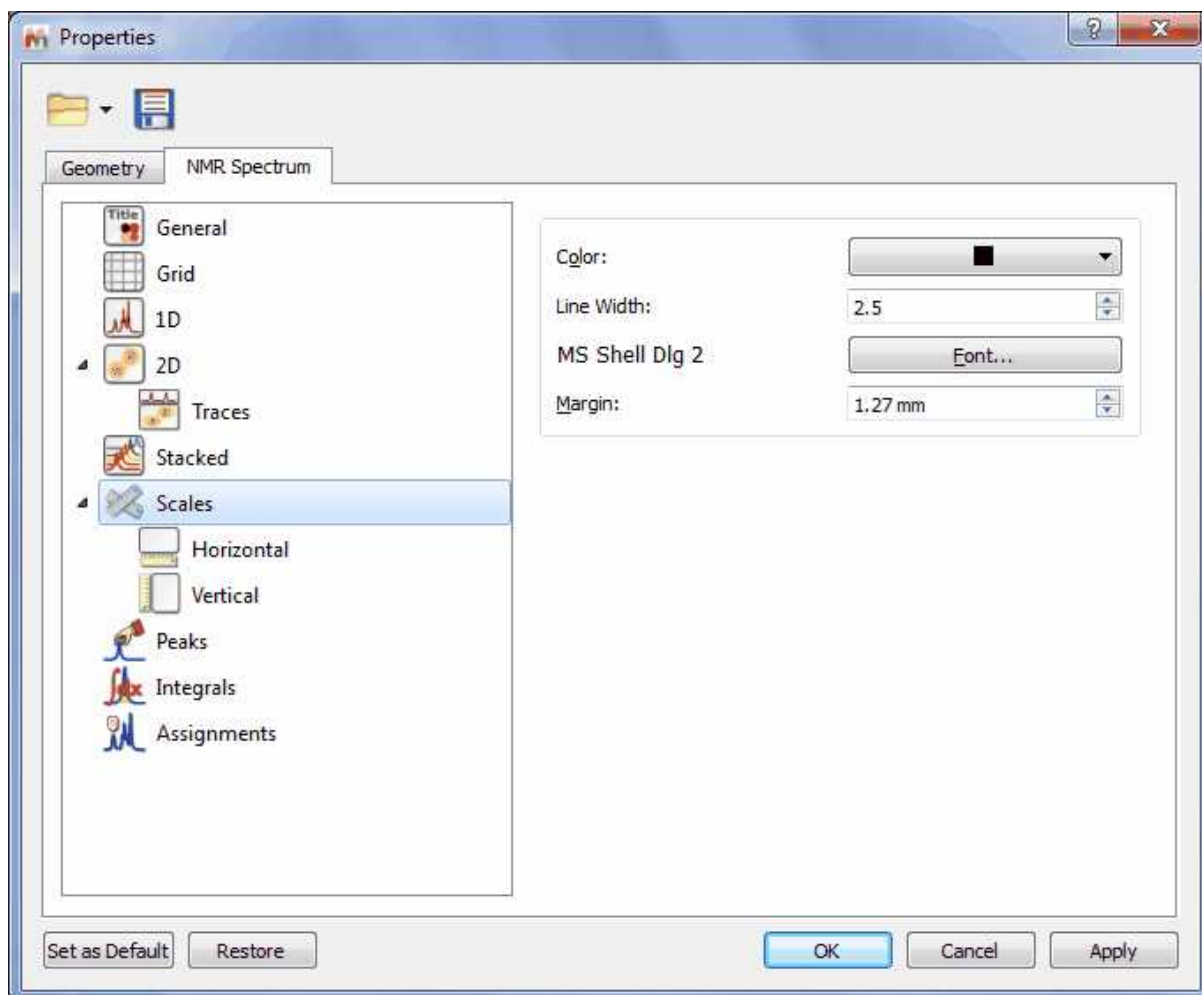 Properties
Geometry
NMR Spectrum
Title
General
Grid
1D
2D
Traces
Stacked
Scales
Horizontal
Vertical
Peaks
∫dx
Integrals
Assignments
Color:
Line Width:
2.5
MS Shell Dlg 2
Font...
Margin:
1.27 mm
Set as Default
Restore
OK
Cancel
Apply